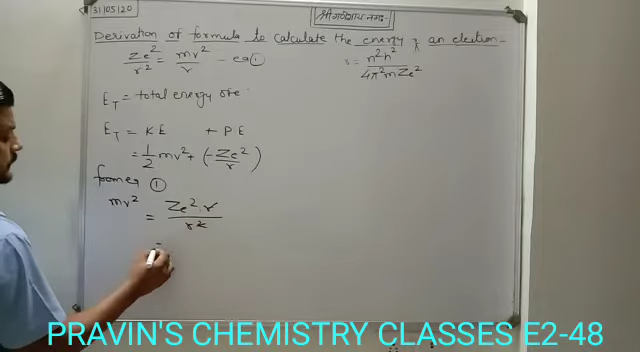 31/05/20
श्री गणेशाय नमः
Derivation of formula to calculate the energy of an electron
Ze²/r² = mv²/r - eq ①
r = n²h²/4π²mZe²
E_T = total energy of e⁻
E_T = KE + PE
= 1/2 mv² + (-Ze²/r)
from eq ①
mv² = Ze².r/r²
=
PRAVIN'S CHEMISTRY CLASSES E2-48